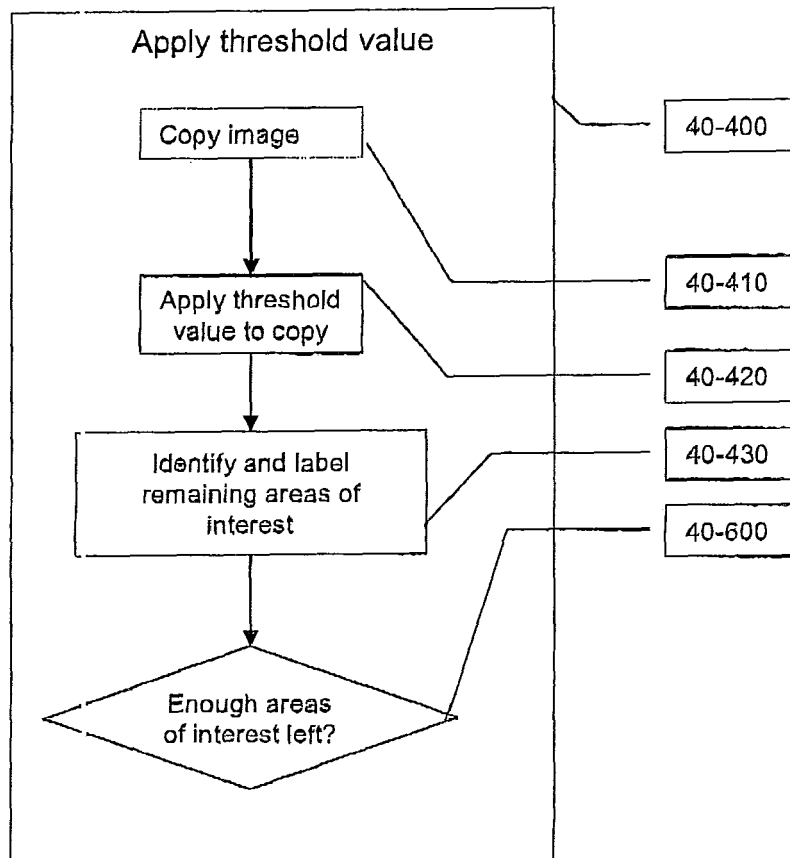 Apply threshold value
Copy image
40-400
40-410
Apply threshold
value to copy
40-420
Identify and label
remaining areas of
interest
40-430
40-600
Enough areas
of interest left?